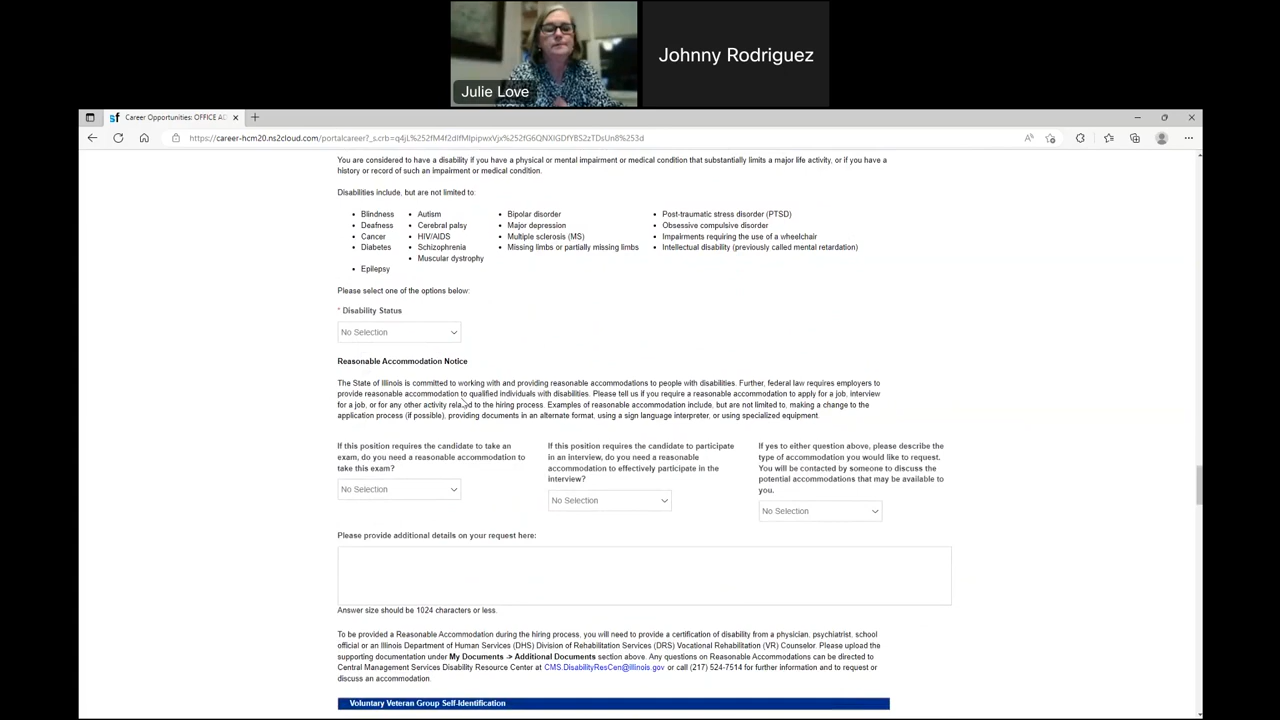 Johnny Rodriguez
Julie Love
sf Career Opportunities: OFFICE A
You are considered to have a disability if you have a physical or mental impairment or medical condition that substantially limits a major life activity, or if you have a
history or record of such an impairment or medical condition.
Disabilities include, but are not limited to:
• Blindness
• Deafness
• Cancer
• Diabetes
• Epilepsy
• Autism
• Cerebral palsy
• HIV/AIDS
• Schizophrenia
• Muscular dystrophy
• Bipolar disorder
• Major depression
• Multiple sclerosis (MS)
• Missing limbs or partially missing limbs
• Post-traumatic stress disorder (PTSD)
• Obsessive compulsive disorder
• Impairments requiring the use of a wheelchair
• Intellectual disability (previously called mental retardation)
Please select one of the options below:
* Disability Status
No Selection
Reasonable Accommodation Notice
The State of Illinois is committed to working with and providing reasonable accommodations to people with disabilities. Further, federal law requires employers to
provide reasonable accommodation to qualified individuals with disabilities. Please tell us if you require a reasonable accommodation to apply for a job, interview
for a job, or for any other activity related to the hiring process. Examples of reasonable accommodation include, but are not limited to, making a change to the
application process (if possible), providing documents in an alternate format, using a sign language interpreter, or using specialized equipment.
If this position requires the candidate to take an
exam, do you need a reasonable accommodation to
take this exam?
No Selection
If this position requires the candidate to participate
in an interview, do you need a reasonable
accommodation to effectively participate in the
interview?
No Selection
If yes to either question above, please describe the
type of accommodation you would like to request.
You will be contacted by someone to discuss the
potential accommodations that may be available to
you.
No Selection
Please provide additional details on your request here:
Answer size should be 1024 characters or less.
To be provided a Reasonable Accommodation during the hiring process, you will need to provide a certification of disability from a physician, psychiatrist, school
official or an Illinois Department of Human Services (DHS) Division of Rehabilitation Services (DRS) Vocational Rehabilitation (VR) Counselor. Please upload the
supporting documentation under My Documents -> Additional Documents section above. Any questions on Reasonable Accommodations can be directed to
Central Management Services Disability Resource Center at CMS.DisabilityResCen@Illinois.gov or call (217) 524-7514 for further information and to request or
discuss an accommodation.
Voluntary Veteran Group Self-Identification